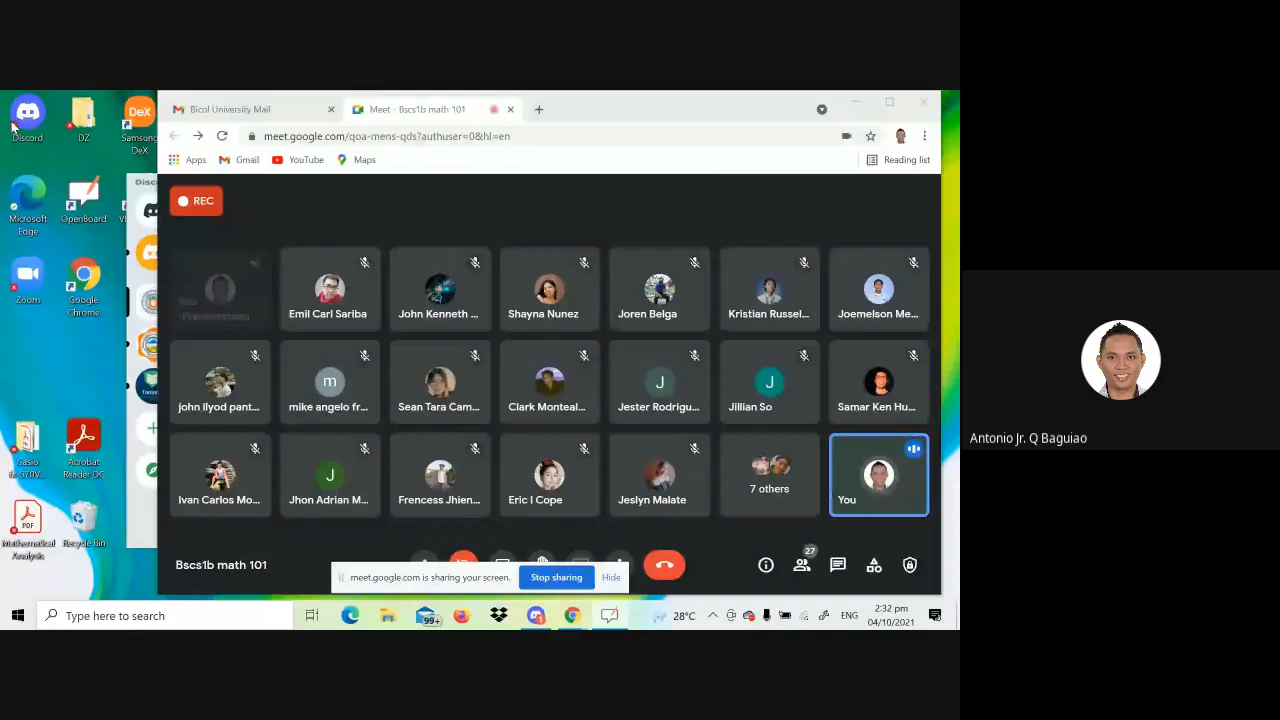 Bicol University Mail
Meet - Bscs1b math 101
meet.google.com/qoa-mens-qds?authuser=0&hl=en
Apps
Gmail
YouTube
Maps
Reading list
REC
Discord
DZ
Samsung
DeX
DeX
Microsoft
Edge
OpenBoard
Zoom
Google
Chrome
Casio
Acrobat
Reader DC
PDF
Mathematical
Analysis
Recycle Bin
You
Emil Carl Sariba
John Kenneth ...
Shayna Nunez
Joren Belga
Kristian Russel...
Joemelson Me...
john llyod pant...
m
mike angelo fr...
Sean Tara Cam...
Clark Monteal...
J
Jester Rodrigu...
J
Jillian So
Samar Ken Hu...
Ivan Carlos Mo...
J
Jhon Adrian M...
Frencess Jhien...
Eric I Cope
Jeslyn Malate
7 others
You
Bscs1b math 101
meet.google.com is sharing your screen.
Stop sharing
Hide
27
Type here to search
99+
28°C
ENG
2:32 pm
04/10/2021
Antonio Jr. Q Baguiao